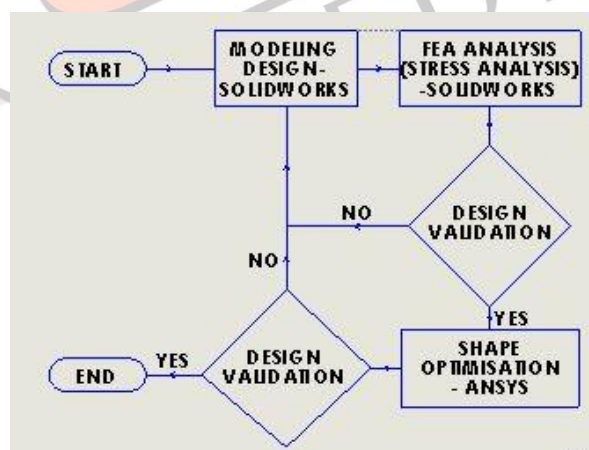 START
MODELING
DESIGN-
SOLIDWORKS
FEA ANALYSIS
(STRESS ANALYSIS)
-SOLIDWORKS
NO
DESIGN
VALIDATION
NO
YES
END
YES
DESIGN
VALIDATION
SHAPE
OPTIMISATION
- ANSYS